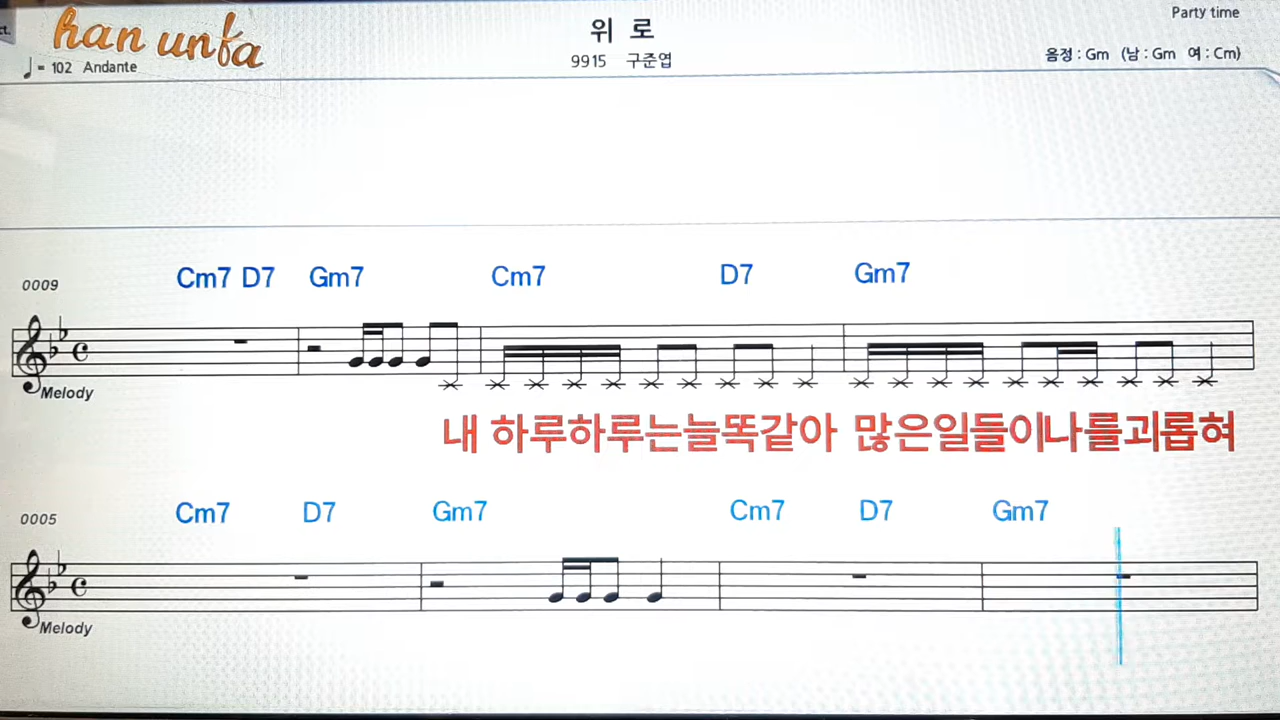 ct.
han unfa
위 로
Party time
♩ = 102 Andante
9915 구준엽
음정 : Gm (남 : Gm 여 : Cm)
0009
Cm7 D7 Gm7 Cm7 D7 Gm7
Melody
내 하루하루는늘똑같아 많은일들이나를괴롭혀
0005
Cm7 D7 Gm7 Cm7 D7 Gm7
Melody